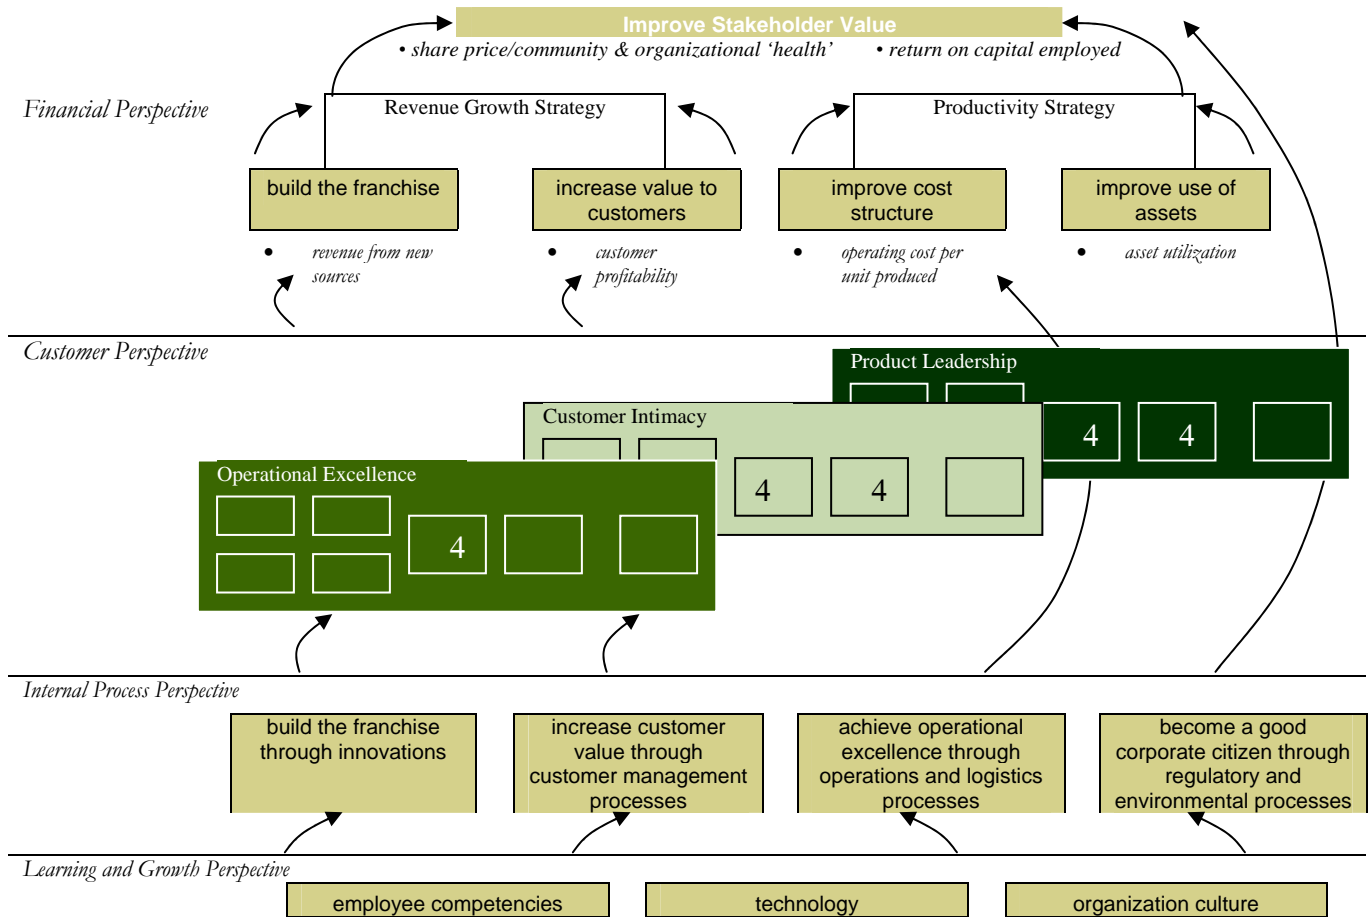 Improve Stakeholder Value
• share price/community & organizational ‘health’ • return on capital employed
Financial Perspective
Revenue Growth Strategy
Productivity Strategy
build the franchise
increase value to
customers
improve cost
structure
improve use of
assets
• revenue from new
sources
• customer
profitability
• operating cost per
unit produced
• asset utilization
Customer Perspective
Product Leadership
4 4
Customer Intimacy
4 4
Operational Excellence
4
Internal Process Perspective
build the franchise
through innovations
increase customer
value through
customer management
processes
achieve operational
excellence through
operations and logistics
processes
become a good
corporate citizen through
regulatory and
environmental processes
Learning and Growth Perspective
employee competencies
technology
organization culture